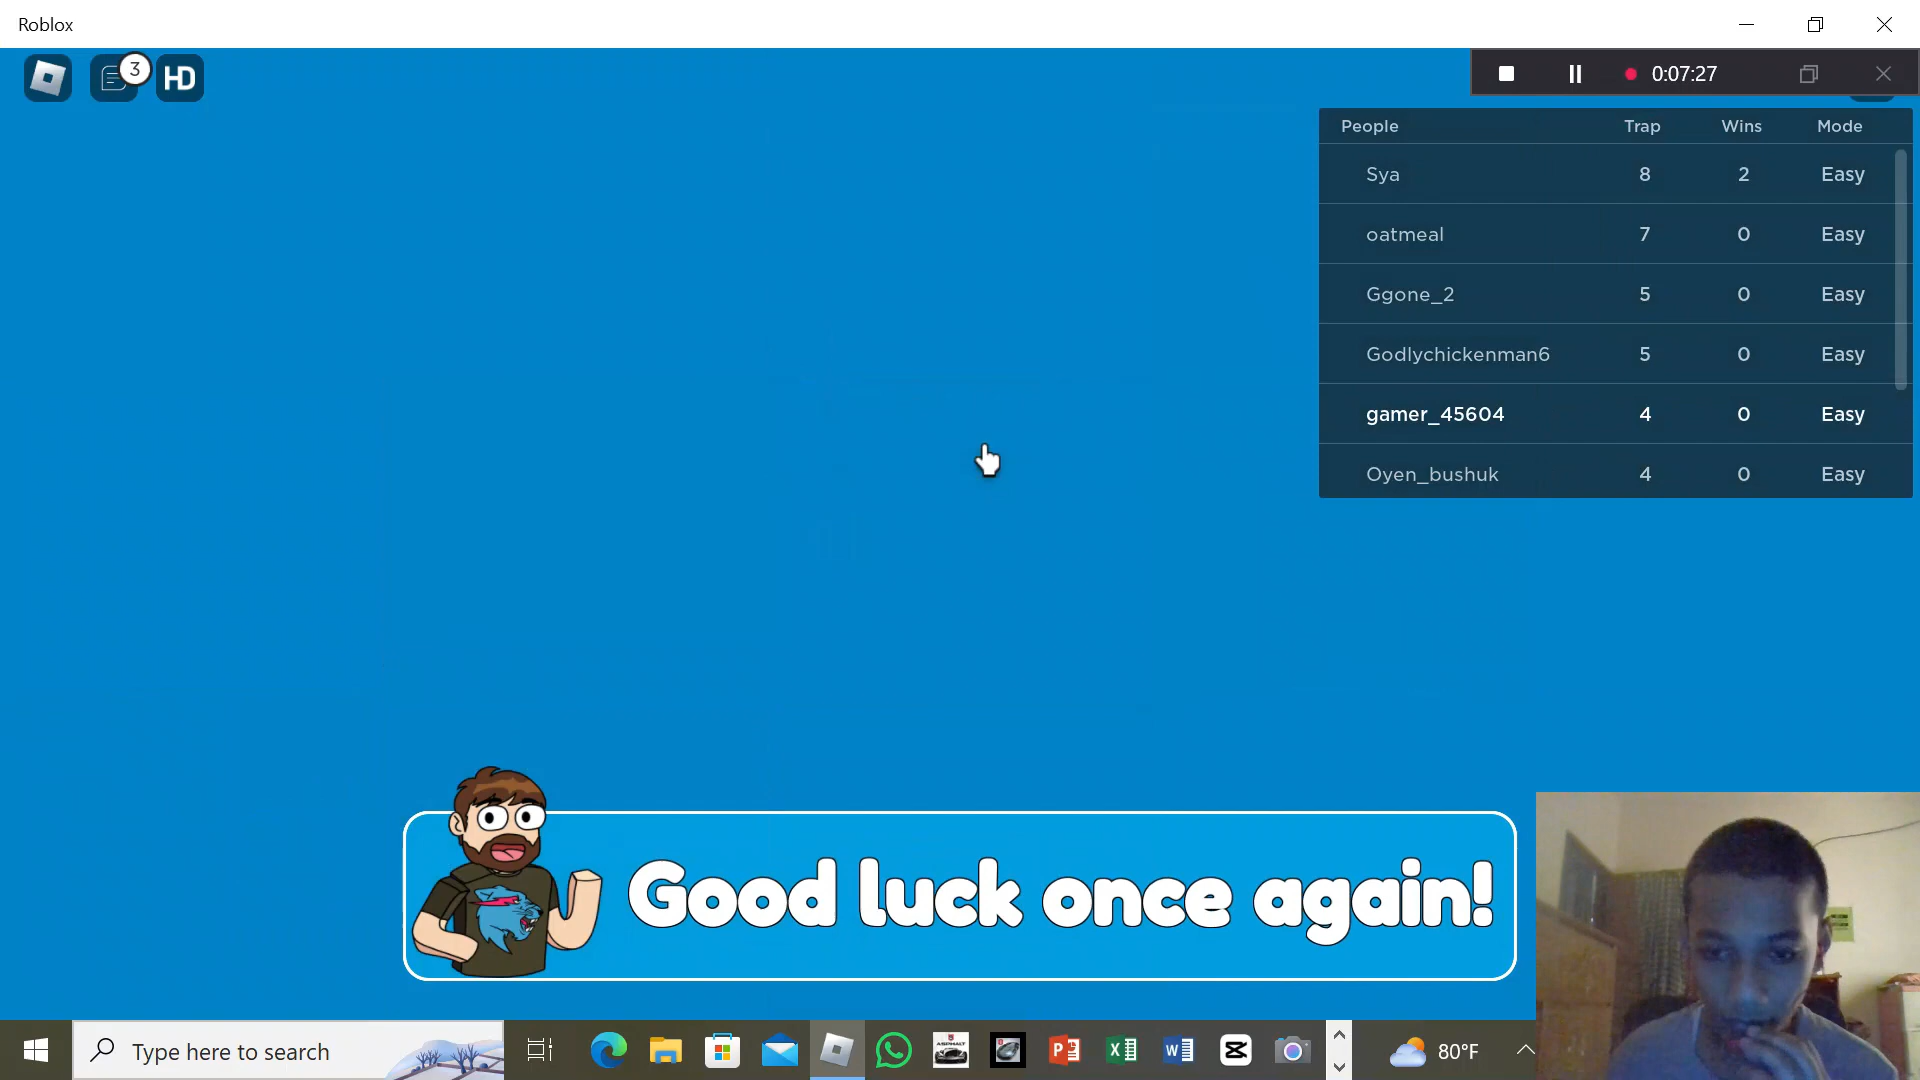 Roblox
3
HD
0:07:27
People Trap Wins Mode
Sya 8 2 Easy
oatmeal 7 0 Easy
Ggone_2 5 0 Easy
Godlychickenman6 5 0 Easy
gamer_45604 4 0 Easy
Oyen_bushuk 4 0 Easy
Good luck once again!
Type here to search
ASPHALT
80°F